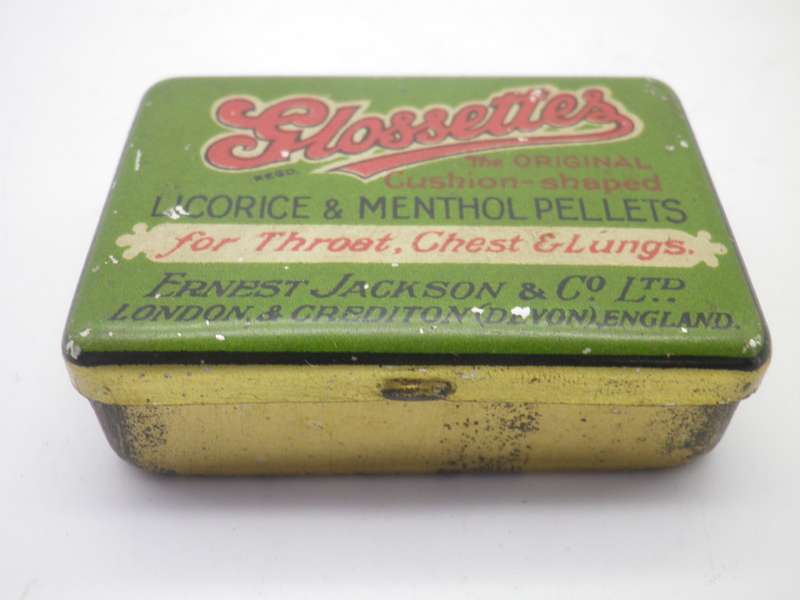 Glossettes
REGD.
The ORIGINAL
Cushion-shaped
LICORICE & MENTHOL PELLETS
for Throat, Chest & Lungs.
ERNEST JACKSON & CO LTD
LONDON, & CREDITON (DEVON), ENGLAND.